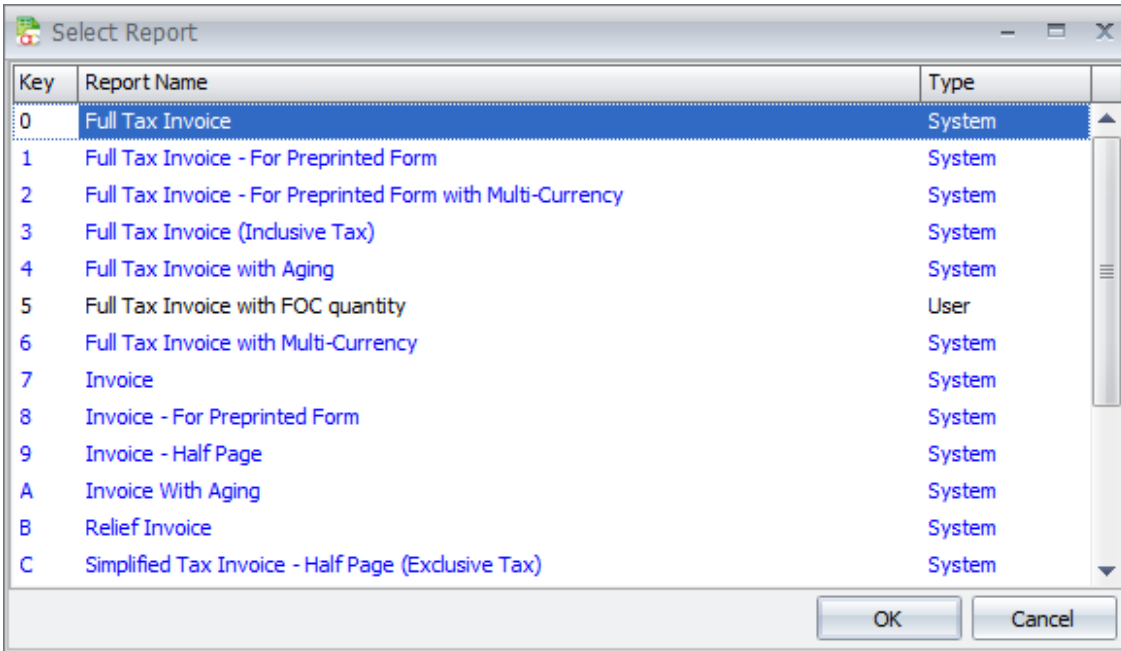 Select Report
Key Report Name Type
0 Full Tax Invoice System
1 Full Tax Invoice - For Preprinted Form System
2 Full Tax Invoice - For Preprinted Form with Multi-Currency System
3 Full Tax Invoice (Inclusive Tax) System
4 Full Tax Invoice with Aging System
5 Full Tax Invoice with FOC quantity User
6 Full Tax Invoice with Multi-Currency System
7 Invoice System
8 Invoice - For Preprinted Form System
9 Invoice - Half Page System
A Invoice With Aging System
B Relief Invoice System
C Simplified Tax Invoice - Half Page (Exclusive Tax) System
OK Cancel